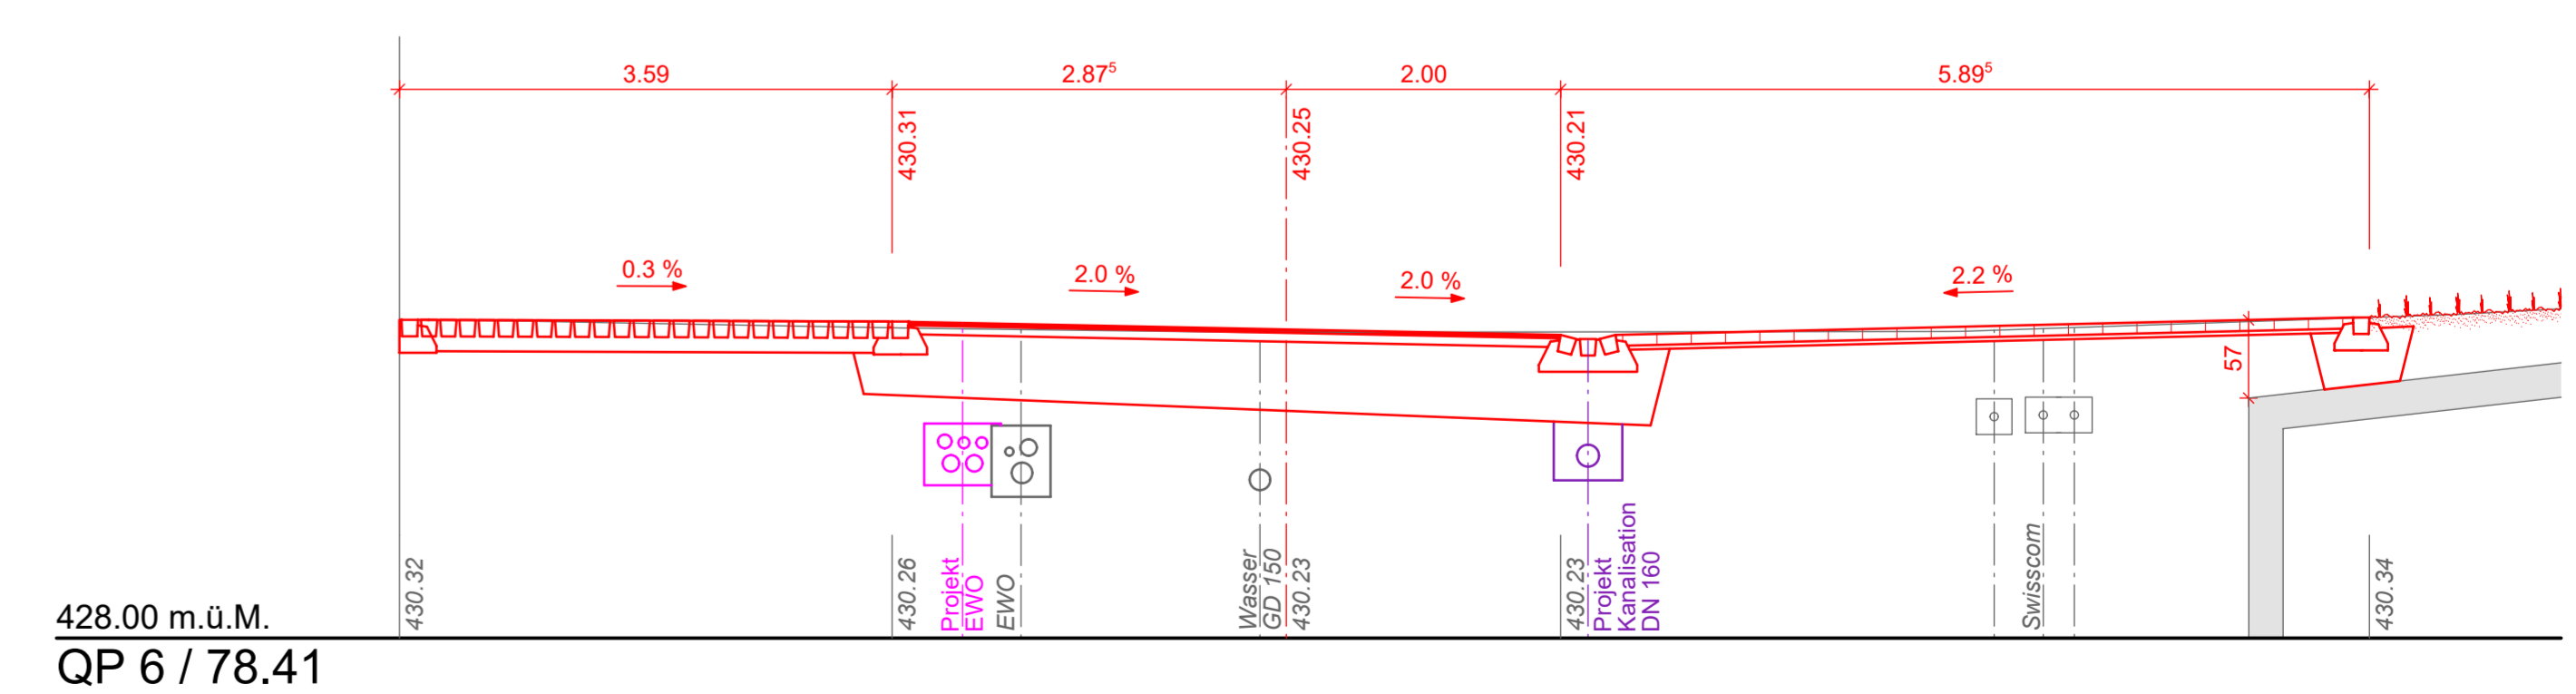 3.59
2.87⁵
2.00
5.89⁵
430.31
430.25
430.21
0.3 %
2.0 %
2.0 %
2.2 %
57
430.32
430.26
Projekt
EWO
EWO
Wasser
GD 150
430.23
430.23
Projekt
Kanalisation
DN 160
Swisscom
430.34
428.00 m.ü.M.
QP 6 / 78.41